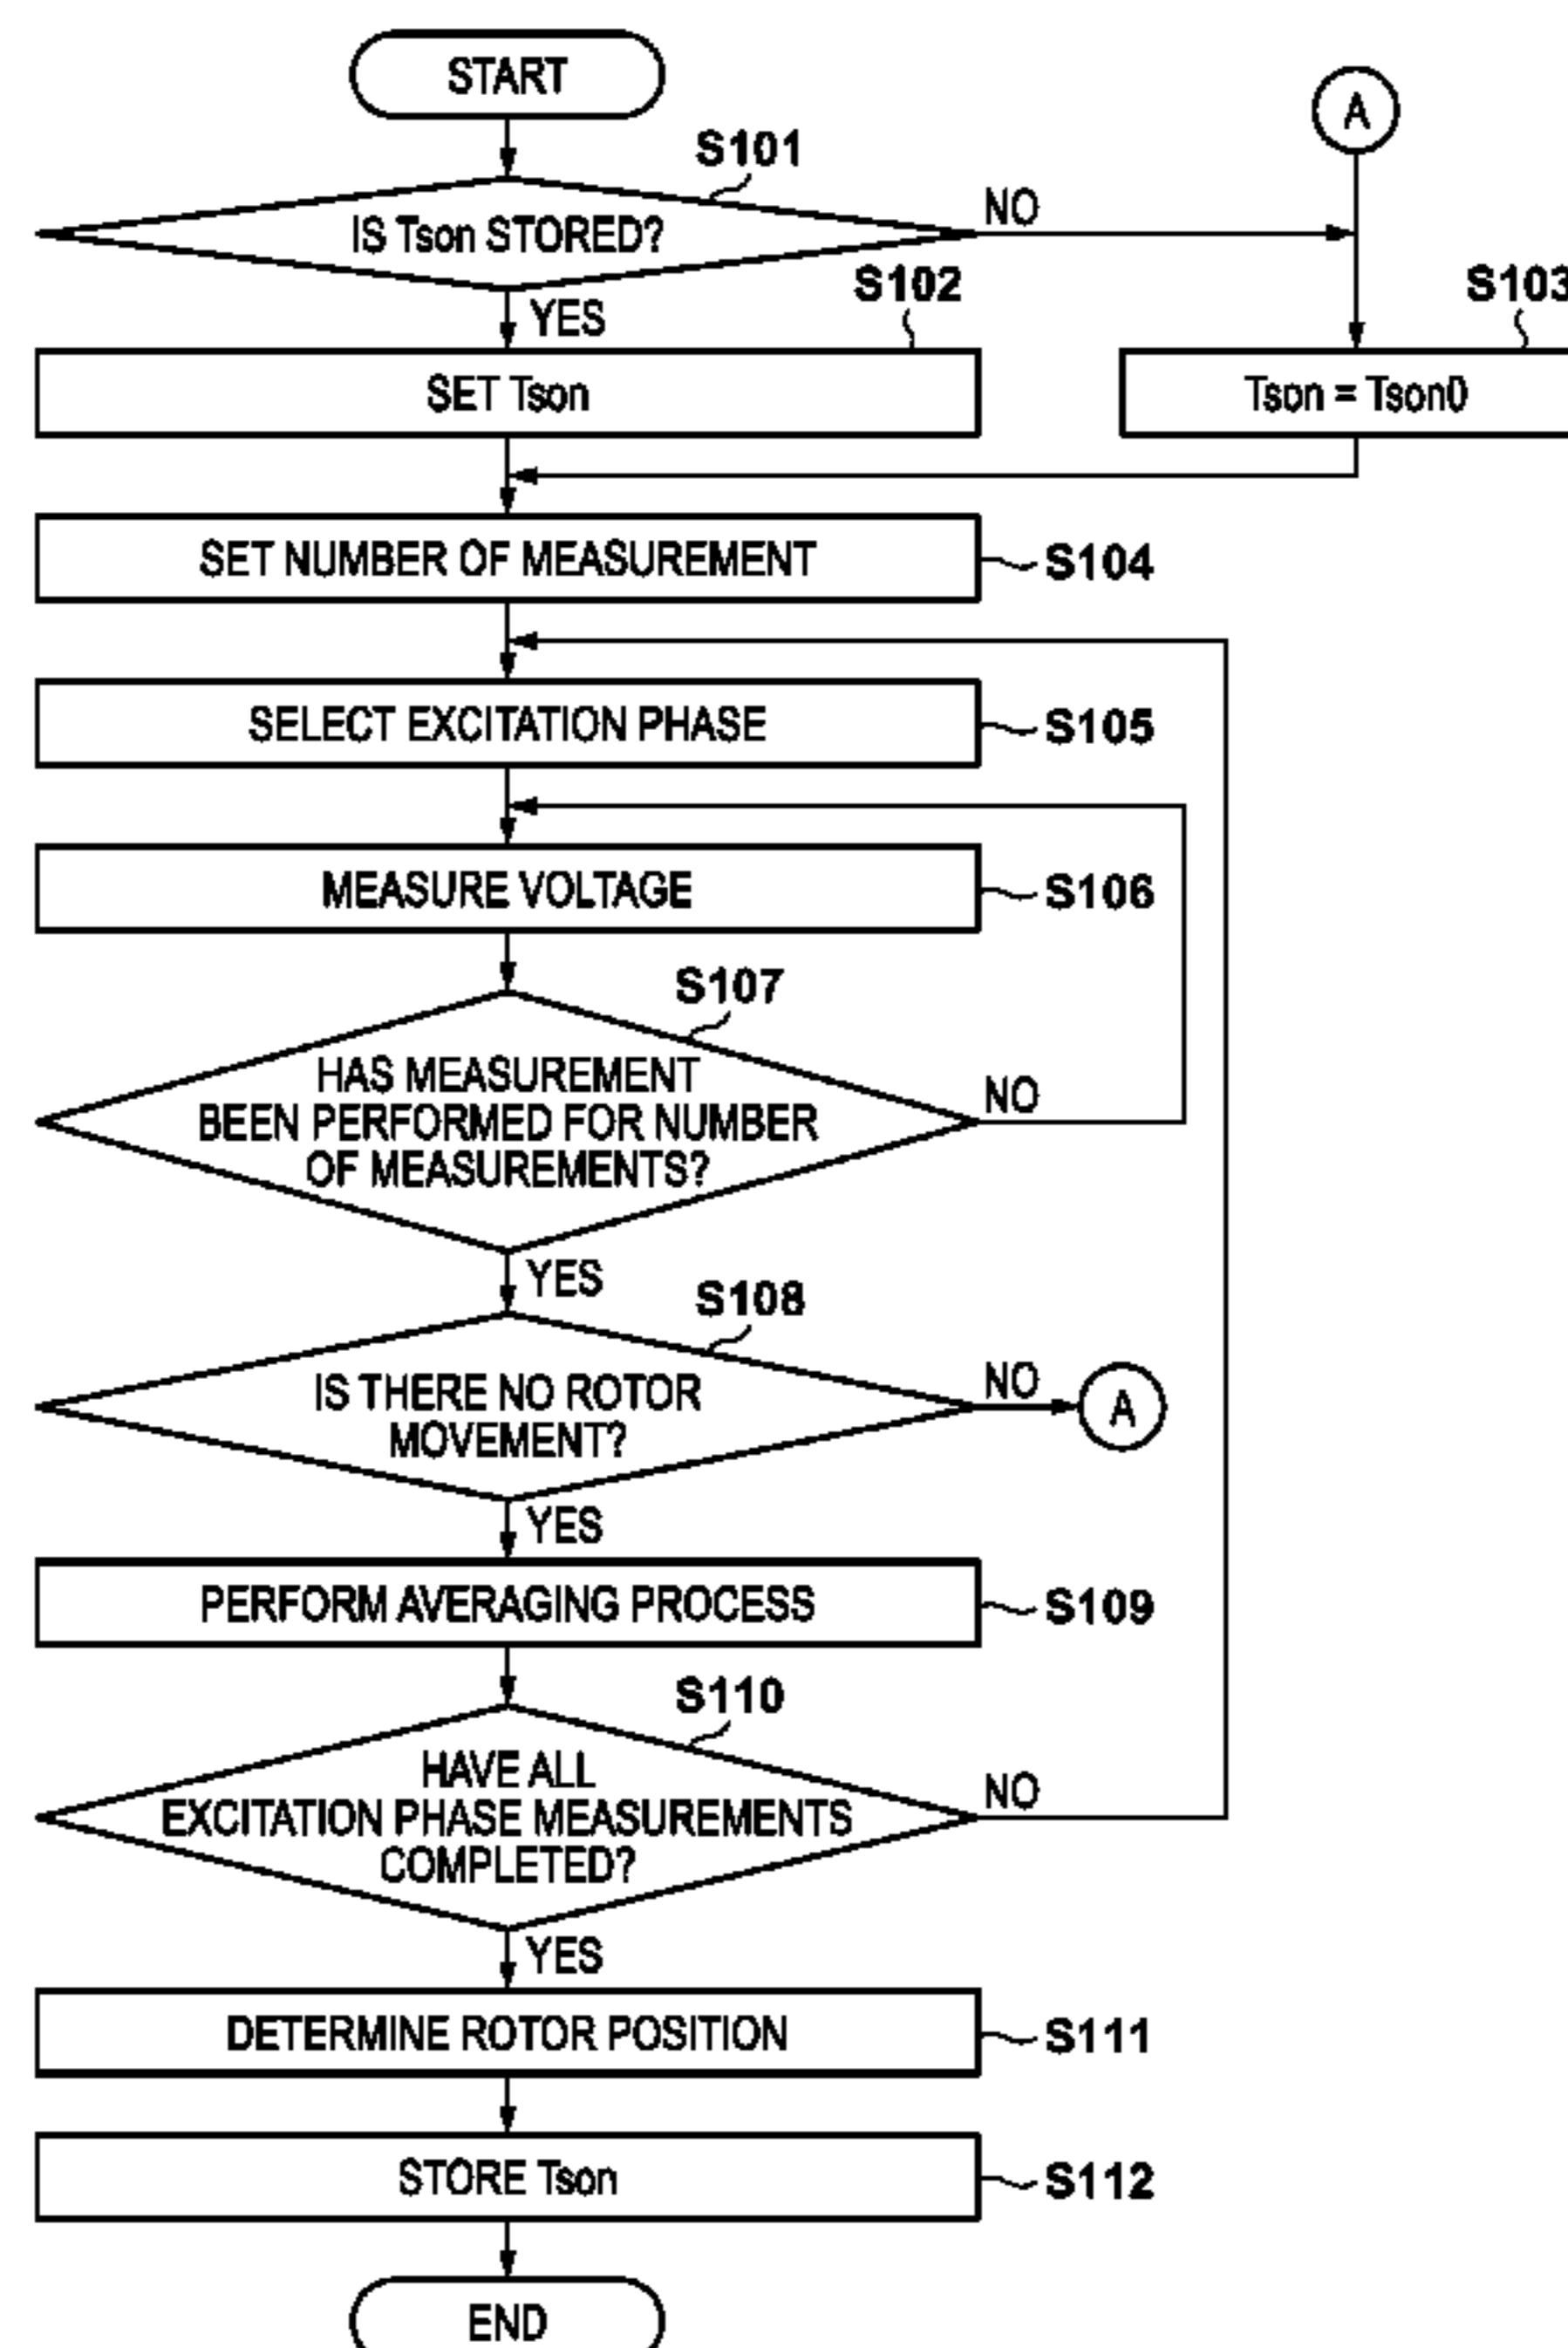 START
A
S101
IS Tson STORED?
NO
YES
S102
S103
SET Tson
Tson = Tson0
SET NUMBER OF MEASUREMENT
S104
SELECT EXCITATION PHASE
S105
MEASURE VOLTAGE
S106
S107
HAS MEASUREMENT
BEEN PERFORMED FOR NUMBER
OF MEASUREMENTS?
NO
YES
S108
IS THERE NO ROTOR
MOVEMENT?
NO
A
YES
PERFORM AVERAGING PROCESS
S109
S110
HAVE ALL
EXCITATION PHASE MEASUREMENTS
COMPLETED?
NO
YES
DETERMINE ROTOR POSITION
S111
STORE Tson
S112
END